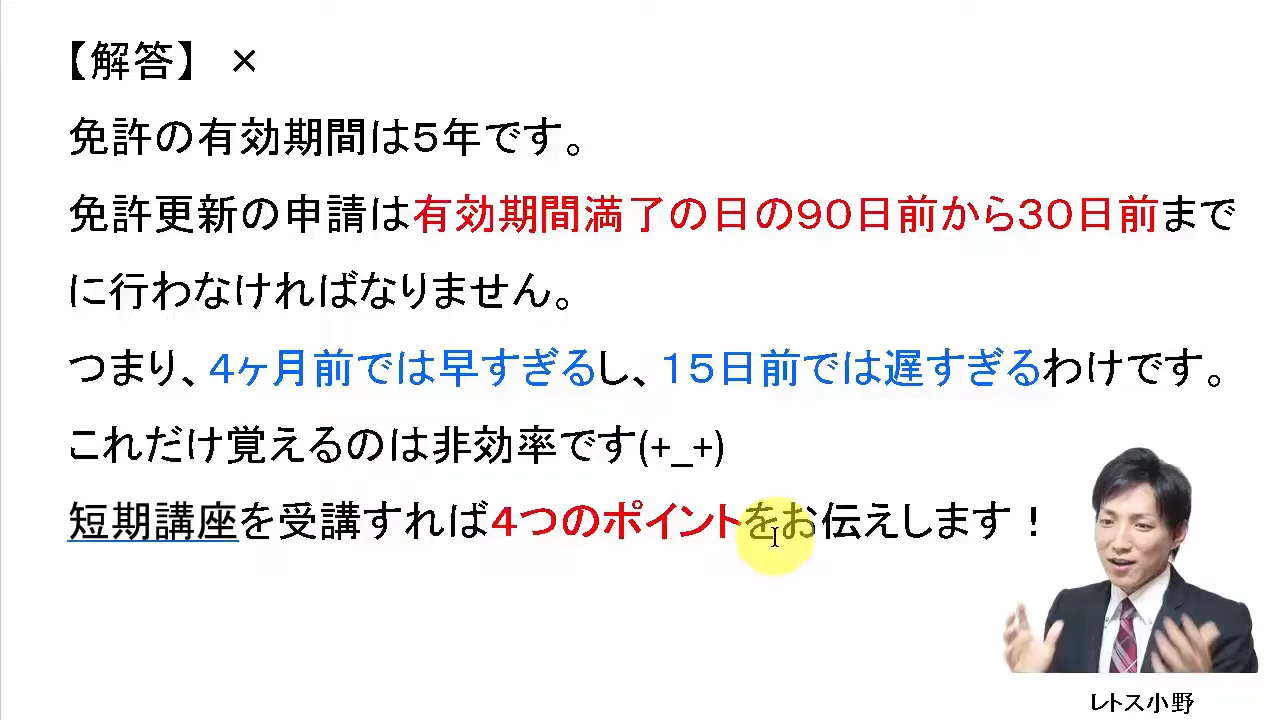 【解答】 ×
免許の有効期間は５年です。
免許更新の申請は有効期間満了の日の９０日前から３０日前まで
に行わなければなりません。
つまり、４ヶ月前では早すぎるし、１５日前では遅すぎるわけです。
これだけ覚えるのは非効率です(+_+)
短期講座を受講すれば４つのポイントをお伝えします！
レトス小野